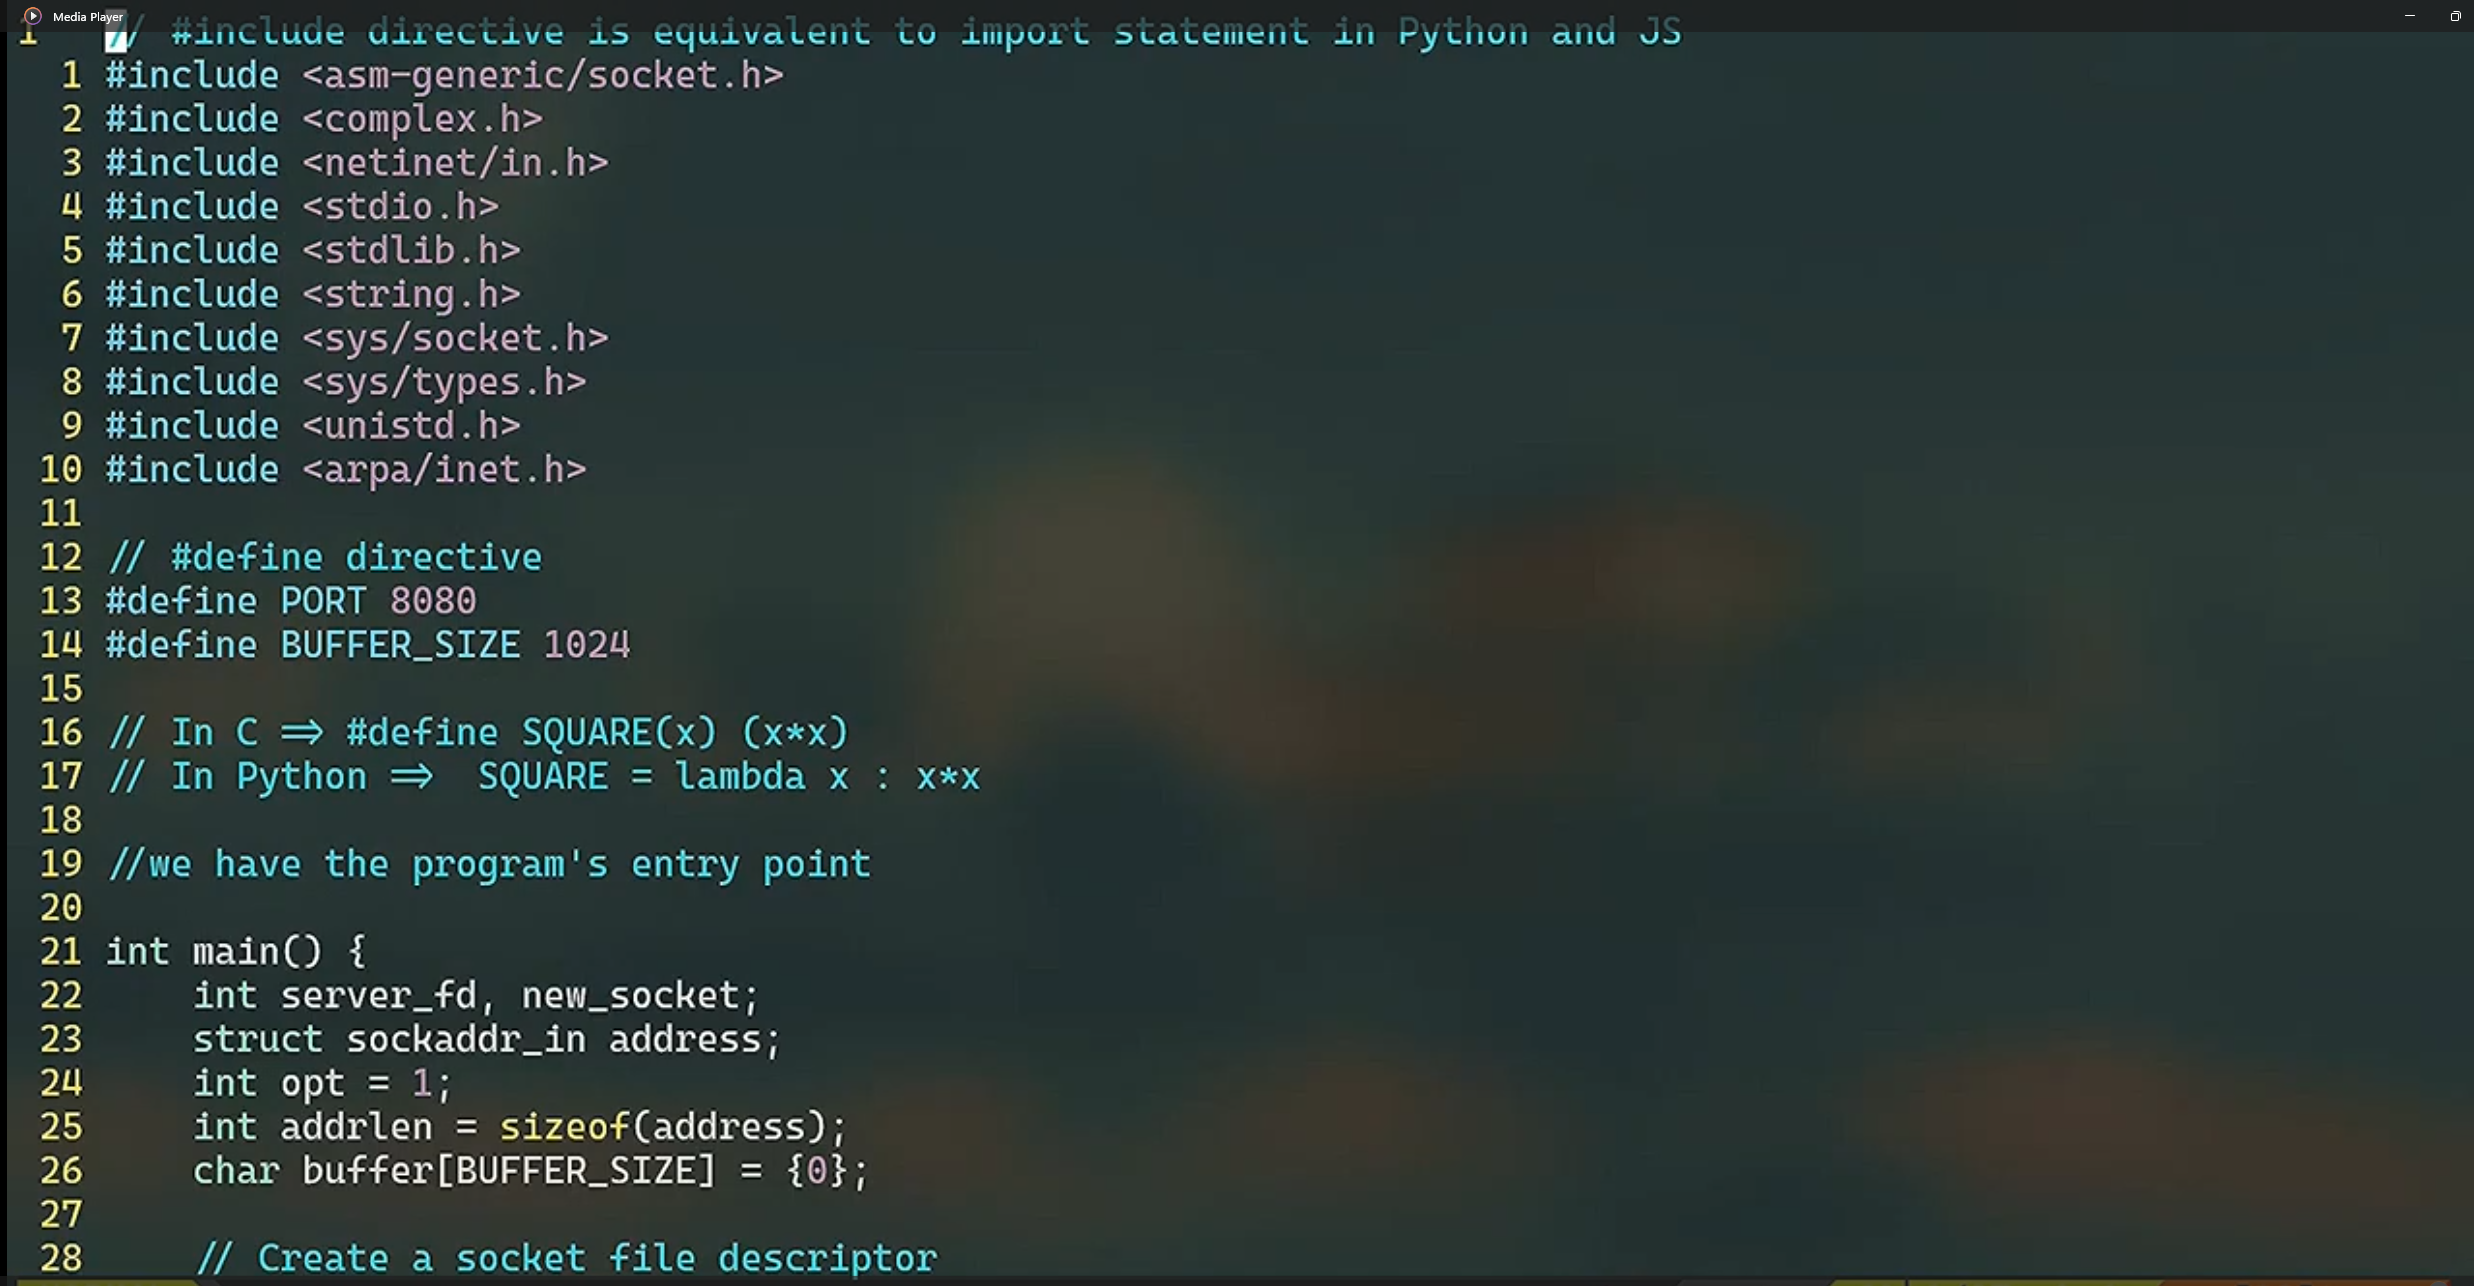 Media Player
1 // #include directive is equivalent to import statement in Python and JS
1 #include <asm-generic/socket.h>
2 #include <complex.h>
3 #include <netinet/in.h>
4 #include <stdio.h>
5 #include <stdlib.h>
6 #include <string.h>
7 #include <sys/socket.h>
8 #include <sys/types.h>
9 #include <unistd.h>
10 #include <arpa/inet.h>
11
12 // #define directive
13 #define PORT 8080
14 #define BUFFER_SIZE 1024
15
16 // In C => #define SQUARE(x) (x*x)
17 // In Python =>  SQUARE = lambda x : x*x
18
19 //we have the program's entry point
20
21 int main() {
22     int server_fd, new_socket;
23     struct sockaddr_in address;
24     int opt = 1;
25     int addrlen = sizeof(address);
26     char buffer[BUFFER_SIZE] = {0};
27
28     // Create a socket file descriptor